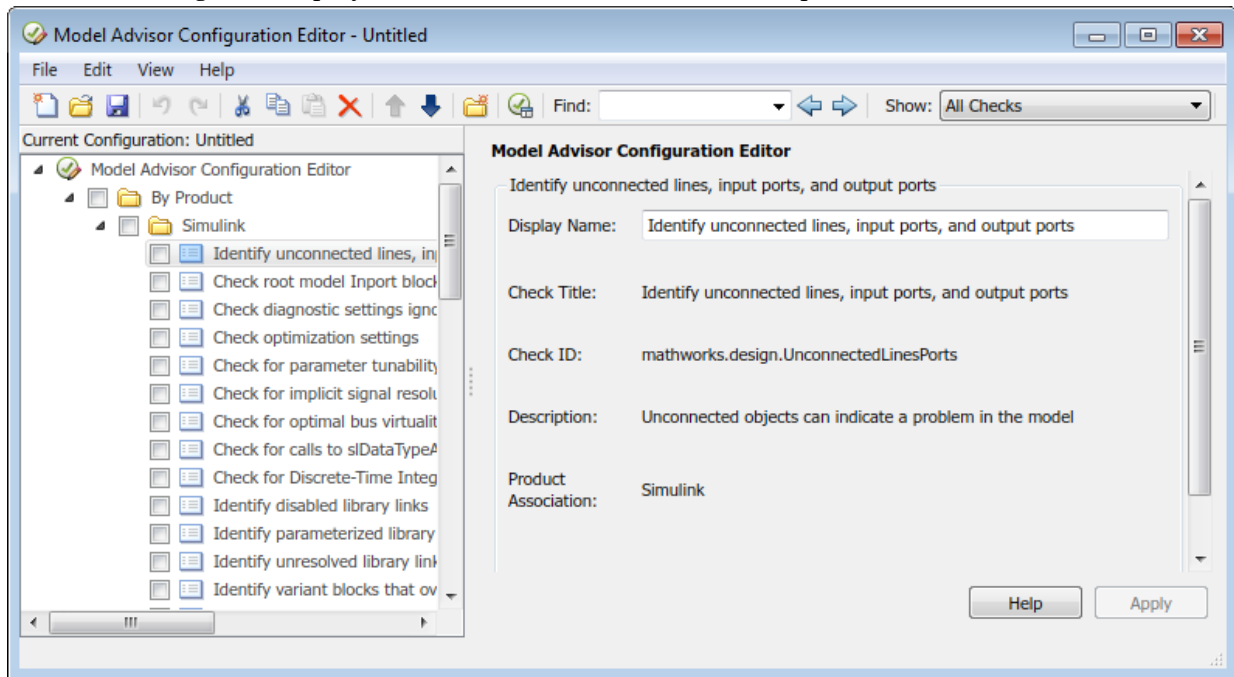 Model Advisor Configuration Editor - Untitled
File Edit View Help
Find: Show: All Checks
Current Configuration: Untitled
Model Advisor Configuration Editor
By Product
Simulink
Identify unconnected lines, in
Check root model Inport block
Check diagnostic settings igno
Check optimization settings
Check for parameter tunability
Check for implicit signal resolu
Check for optimal bus virtualit
Check for calls to slDataTypeA
Check for Discrete-Time Integ
Identify disabled library links
Identify parameterized library
Identify unresolved library link
Identify variant blocks that ov
Model Advisor Configuration Editor
Identify unconnected lines, input ports, and output ports
Display Name: Identify unconnected lines, input ports, and output ports
Check Title: Identify unconnected lines, input ports, and output ports
Check ID: mathworks.design.UnconnectedLinesPorts
Description: Unconnected objects can indicate a problem in the model
Product
Association: Simulink
Help Apply